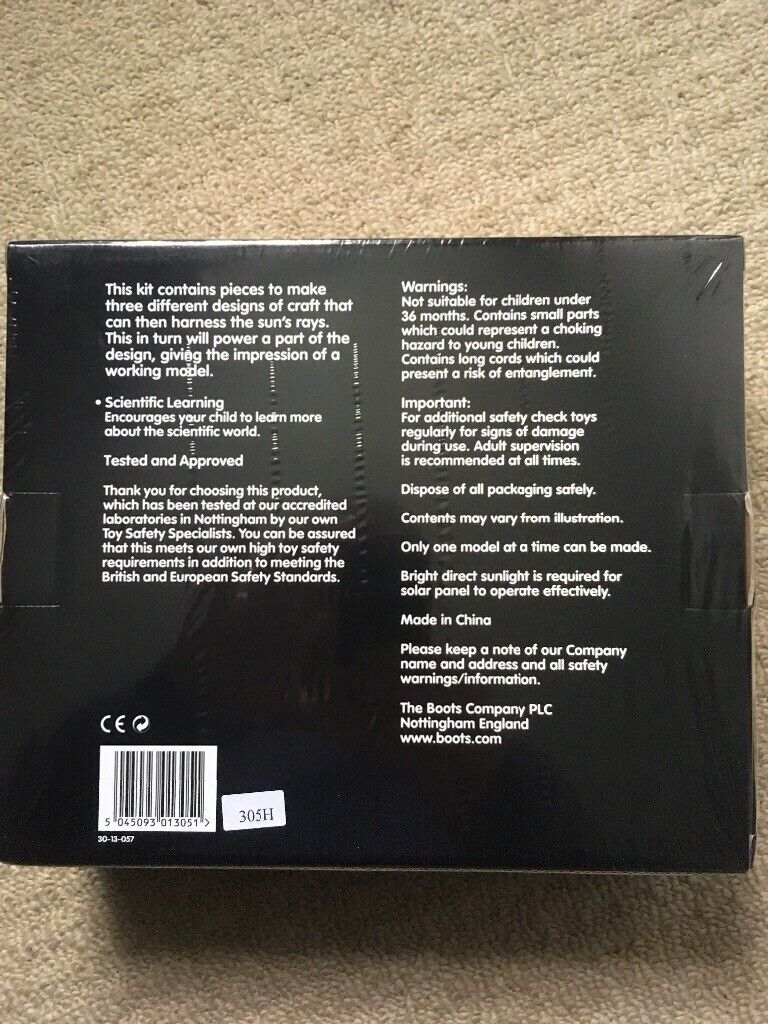 This kit contains pieces to make
three different designs of craft that
can then harness the sun's rays.
This in turn will power a part of the
design, giving the impression of a
working model.
• Scientific Learning
Encourages your child to learn more
about the scientific world.
Tested and Approved
Thank you for choosing this product,
which has been tested at our accredited
laboratories in Nottingham by our own
Toy Safety Specialists. You can be assured
that this meets our own high toy safety
requirements in addition to meeting the
British and European Safety Standards.
CE
5 045093 013051 >
30-13-057
305H
Warnings:
Not suitable for children under
36 months. Contains small parts
which could represent a choking
hazard to young children.
Contains long cords which could
present a risk of entanglement.
Important:
For additional safety check toys
regularly for signs of damage
during use. Adult supervision
is recommended at all times.
Dispose of all packaging safely.
Contents may vary from illustration.
Only one model at a time can be made.
Bright direct sunlight is required for
solar panel to operate effectively.
Made in China
Please keep a note of our Company
name and address and all safety
warnings/information.
The Boots Company PLC
Nottingham England
www.boots.com